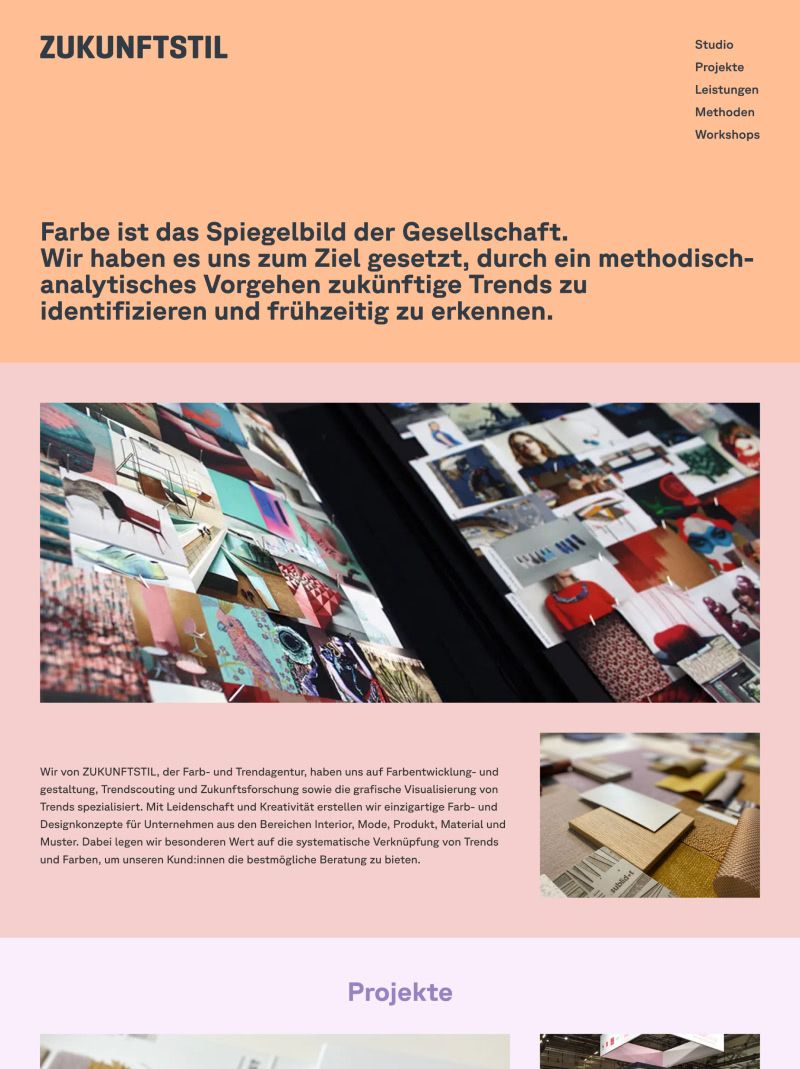 ZUKUNFTSTIL
Studio
Projekte
Leistungen
Methoden
Workshops
Farbe ist das Spiegelbild der Gesellschaft.
Wir haben es uns zum Ziel gesetzt, durch ein methodisch-
analytisches Vorgehen zukünftige Trends zu
identifizieren und frühzeitig zu erkennen.
Wir von ZUKUNFTSTIL, der Farb- und Trendagentur, haben uns auf Farbentwicklung- und
gestaltung, Trendscouting und Zukunftsforschung sowie die grafische Visualisierung von
Trends spezialisiert. Mit Leidenschaft und Kreativität erstellen wir einzigartige Farb- und
Designkonzepte für Unternehmen aus den Bereichen Interior, Mode, Produkt, Material und
Muster. Dabei legen wir besonderen Wert auf die systematische Verknüpfung von Trends
und Farben, um unseren Kund:innen die bestmögliche Beratung zu bieten.
Projekte